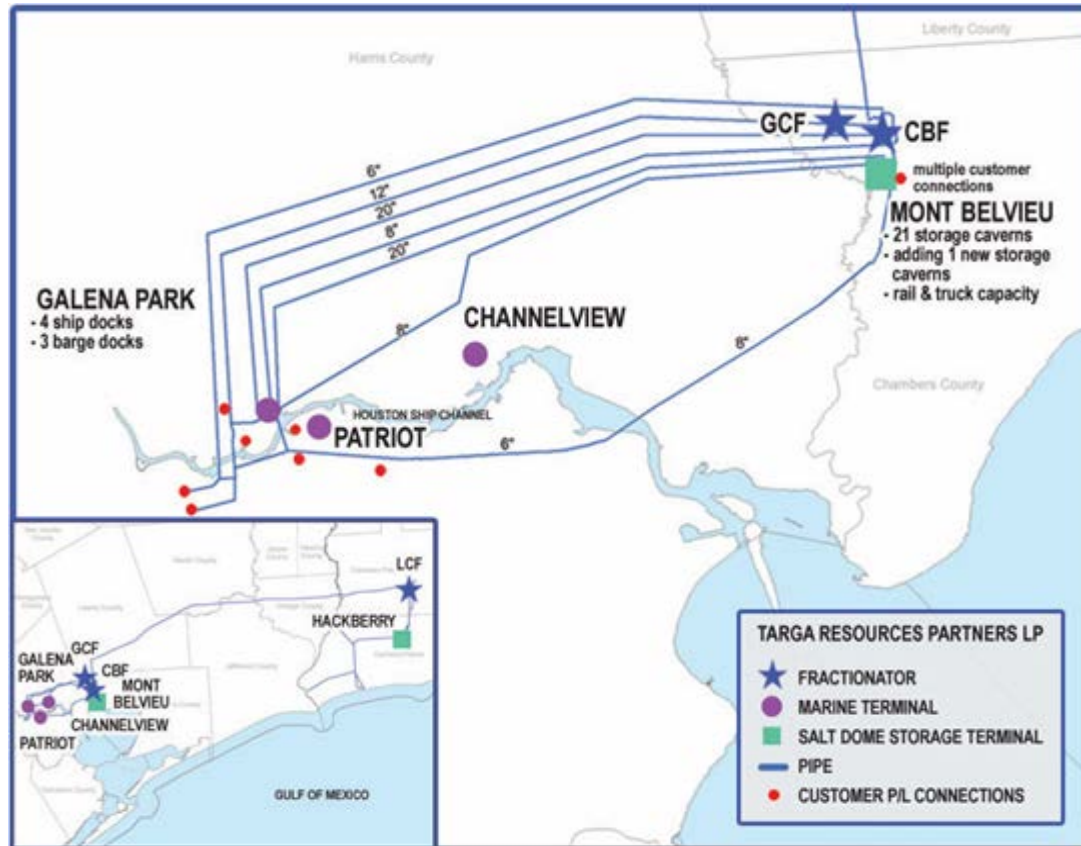 Liberty County
Harris County
GCF
CBF
multiple customer
connections
MONT BELVIEU
- 21 storage caverns
- adding 1 new storage
caverns
- rail & truck capacity
6"
12"
20"
8"
20"
GALENA PARK
- 4 ship docks
- 3 barge docks
CHANNELVIEW
8"
8"
Chambers County
HOUSTON SHIP CHANNEL
PATRIOT
6"
LCF
HACKBERRY
GCF
GALENA
PARK
CBF
MONT
BELVIEU
CHANNELVIEW
PATRIOT
GULF OF MEXICO
TARGA RESOURCES PARTNERS LP
FRACTIONATOR
MARINE TERMINAL
SALT DOME STORAGE TERMINAL
PIPE
CUSTOMER P/L CONNECTIONS